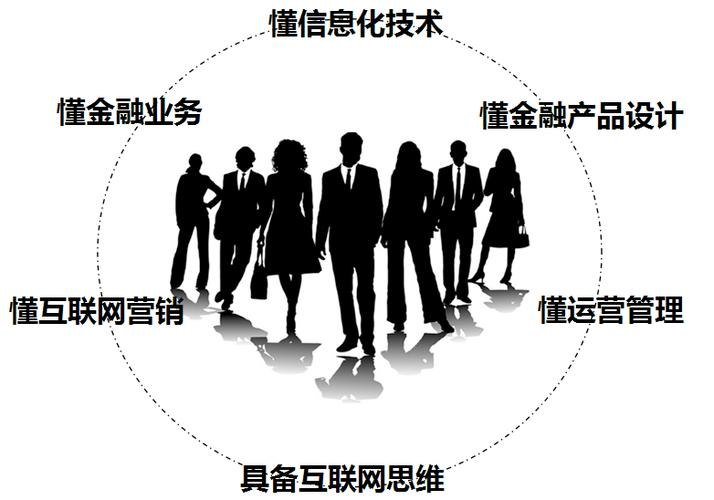 懂信息化技术
懂金融业务
懂金融产品设计
懂互联网营销
懂运营管理
具备互联网思维